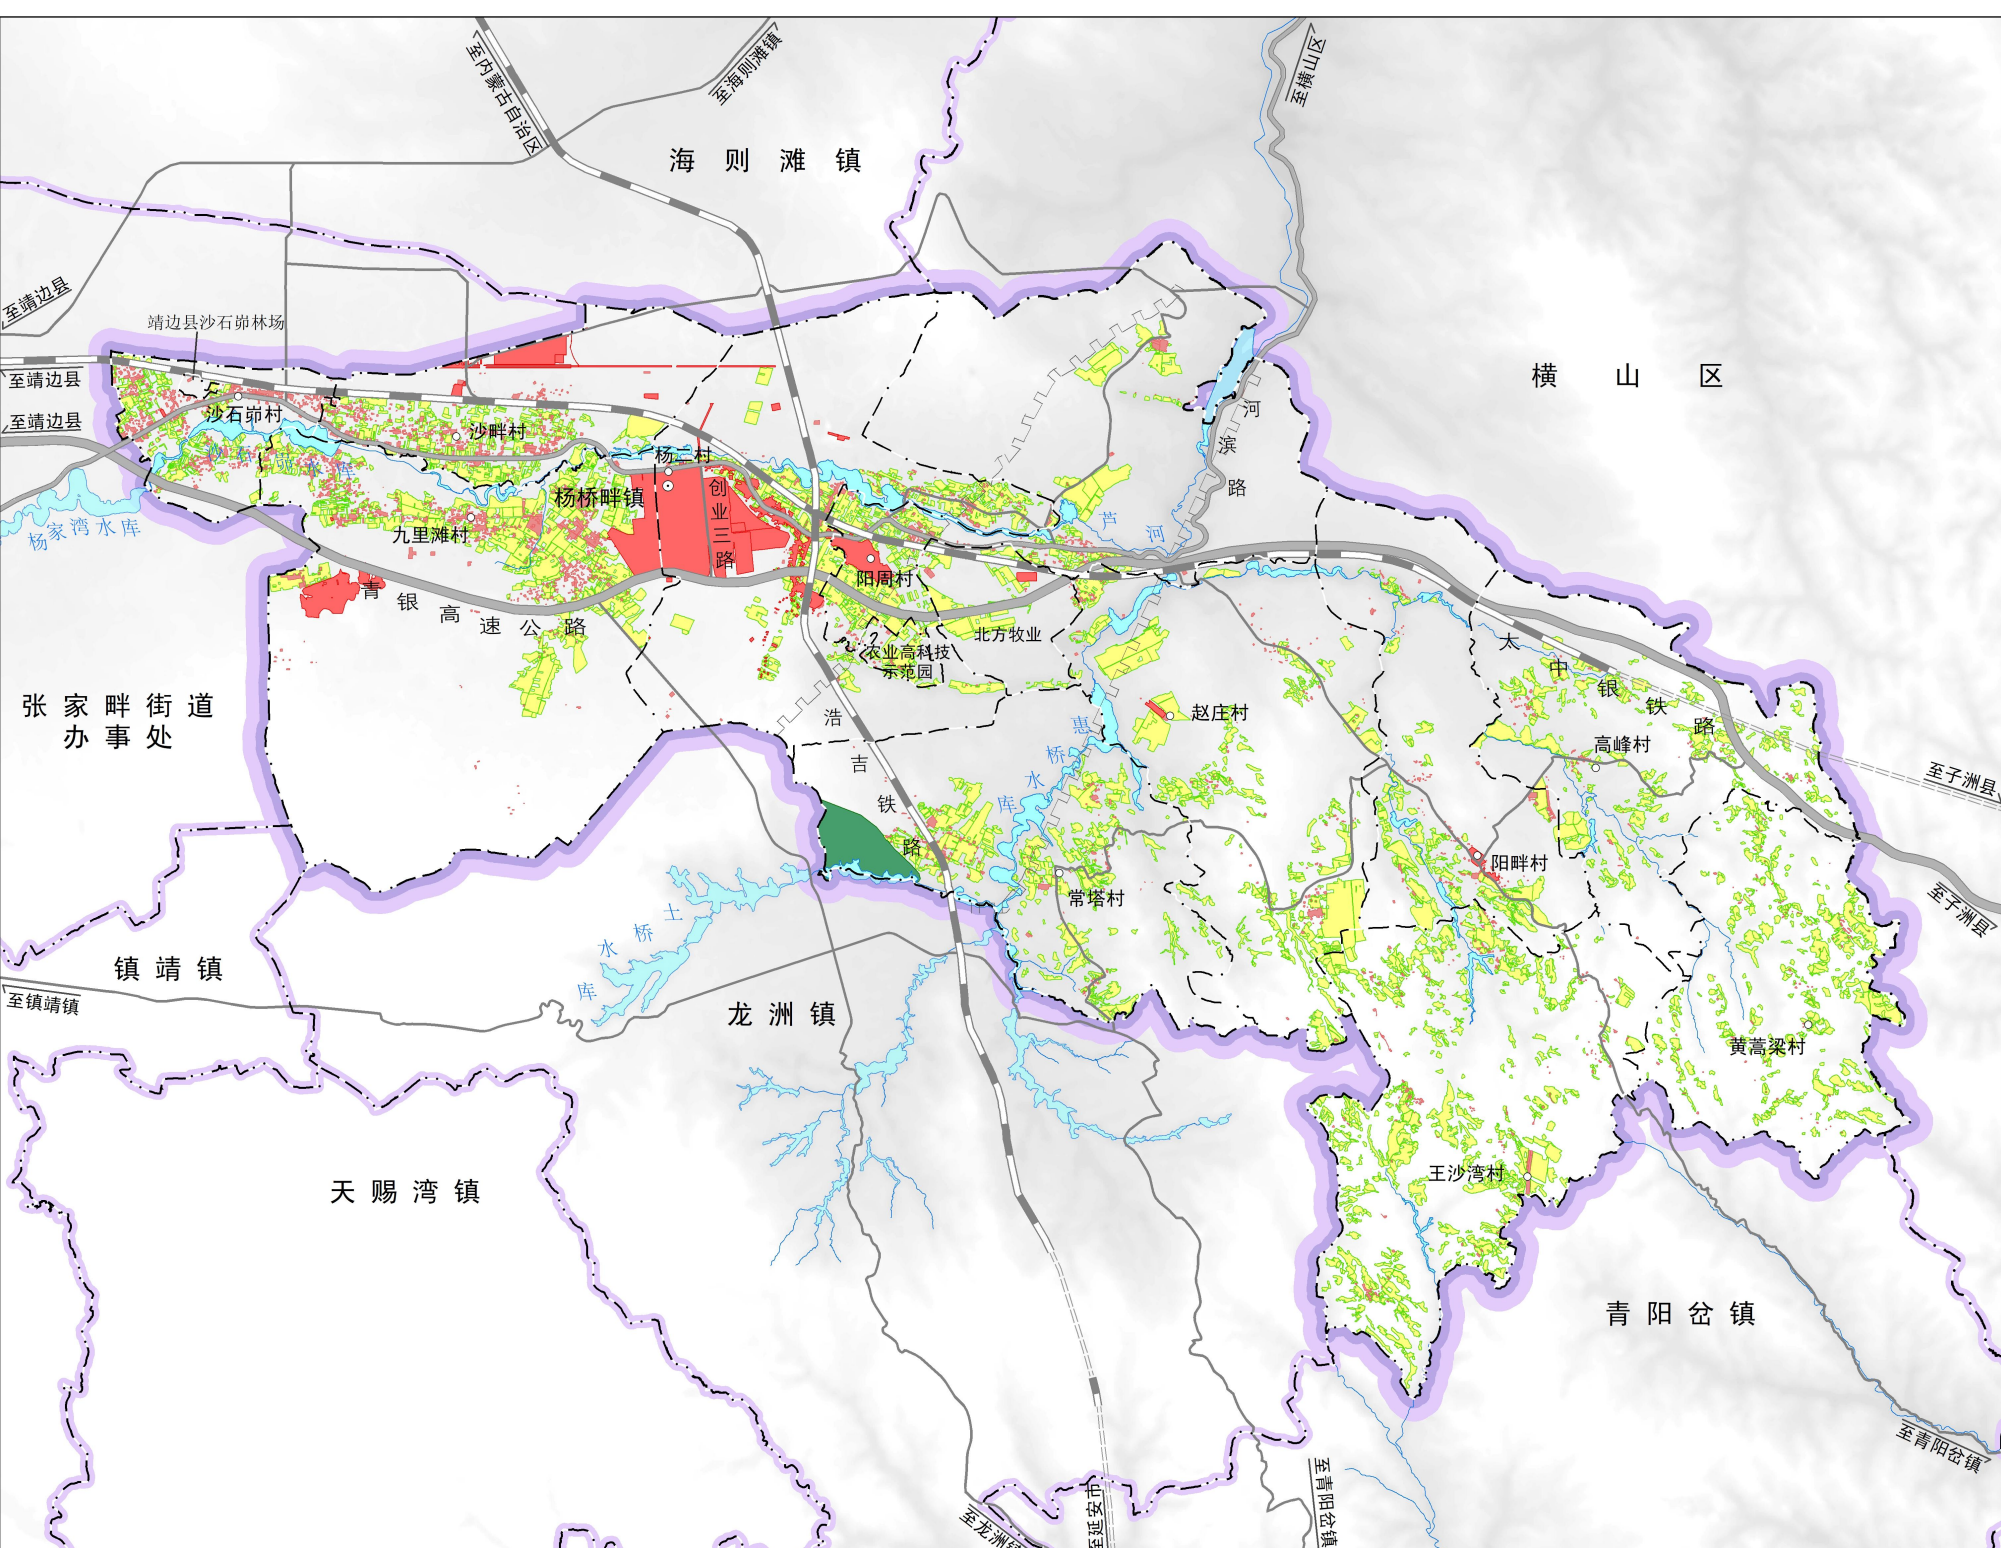 至内蒙古自治区
至海则滩镇
至横山区
海则滩镇
至靖边县
靖边县沙石峁林场
至靖边县
至靖边县
横山区
沙石峁村
沙畔村
河滨路
杨二村
杨桥畔镇
创业三路
杨家湾水库
九里滩村
芦河
阳周村
青银高速公路
北方牧业
农业高科技
示范园
太中银铁路
张家畔街道
办事处
浩吉铁路
赵庄村
惠桥水库
高峰村
至子洲县
阳畔村
常塔村
至子洲县
水桥土库
镇靖镇
至镇靖镇
龙洲镇
黄蒿梁村
天赐湾镇
王沙湾村
青阳岔镇
至青阳岔镇
至龙洲镇
至延安市
至青阳岔镇